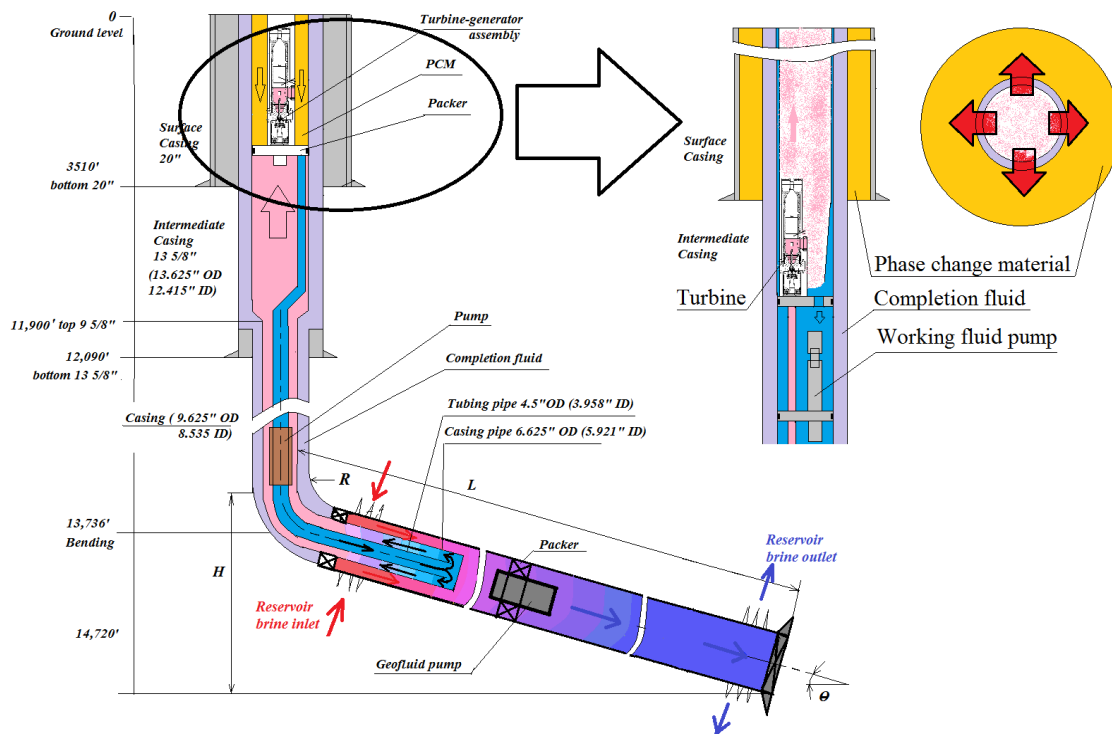 0
Ground level
Turbine-generator
assembly
PCM
Packer
Surface
Casing
20"
3510'
bottom 20"
Intermediate
Casing
13 5/8"
(13.625" OD
12.415" ID)
11,900' top 9 5/8"
12,090'
bottom 13 5/8"
Pump
Completion fluid
Casing ( 9.625" OD
8.535 ID)
Tubing pipe 4.5"OD (3.958" ID)
Casing pipe 6.625" OD (5.921" ID)
R
L
13,736'
Bending
H
Packer
Reservoir
brine outlet
Reservoir
brine inlet
14,720'
Geofluid pump
Θ
Surface
Casing
Intermediate
Casing
Turbine
Phase change material
Completion fluid
Working fluid pump